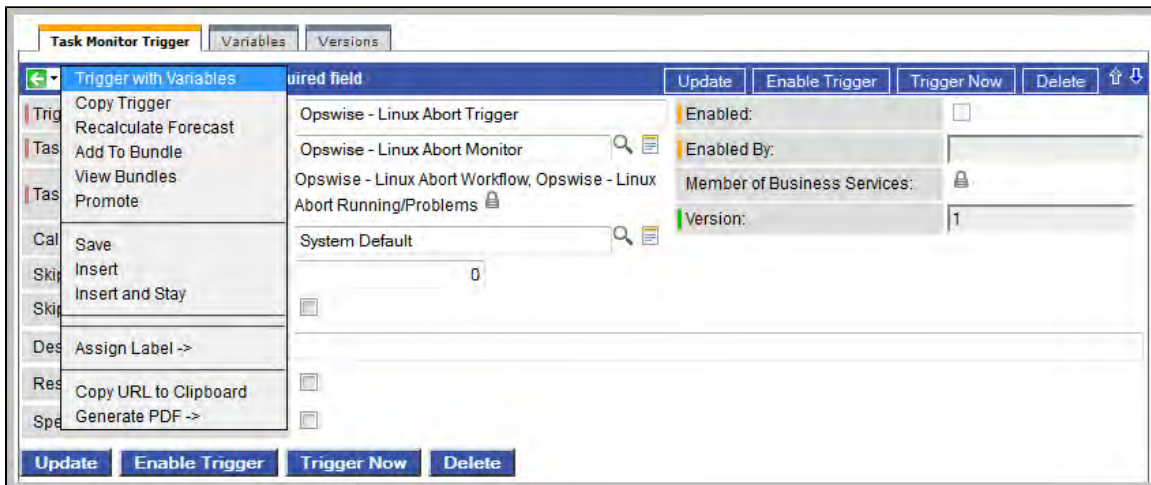 Task Monitor Trigger Variables Versions
Trigger with Variables uired field Update Enable Trigger Trigger Now Delete
Copy Trigger
Recalculate Forecast
Add To Bundle
View Bundles
Promote
Save
Insert
Insert and Stay
Assign Label ->
Copy URL to Clipboard
Generate PDF ->
Trig Opswise - Linux Abort Trigger Enabled:
Tas Opswise - Linux Abort Monitor Enabled By:
Tas Opswise - Linux Abort Workflow, Opswise - Linux
Abort Running/Problems Member of Business Services:
Version: 1
Cal System Default
Skip 0
Skip
Des
Res
Spe
Update Enable Trigger Trigger Now Delete